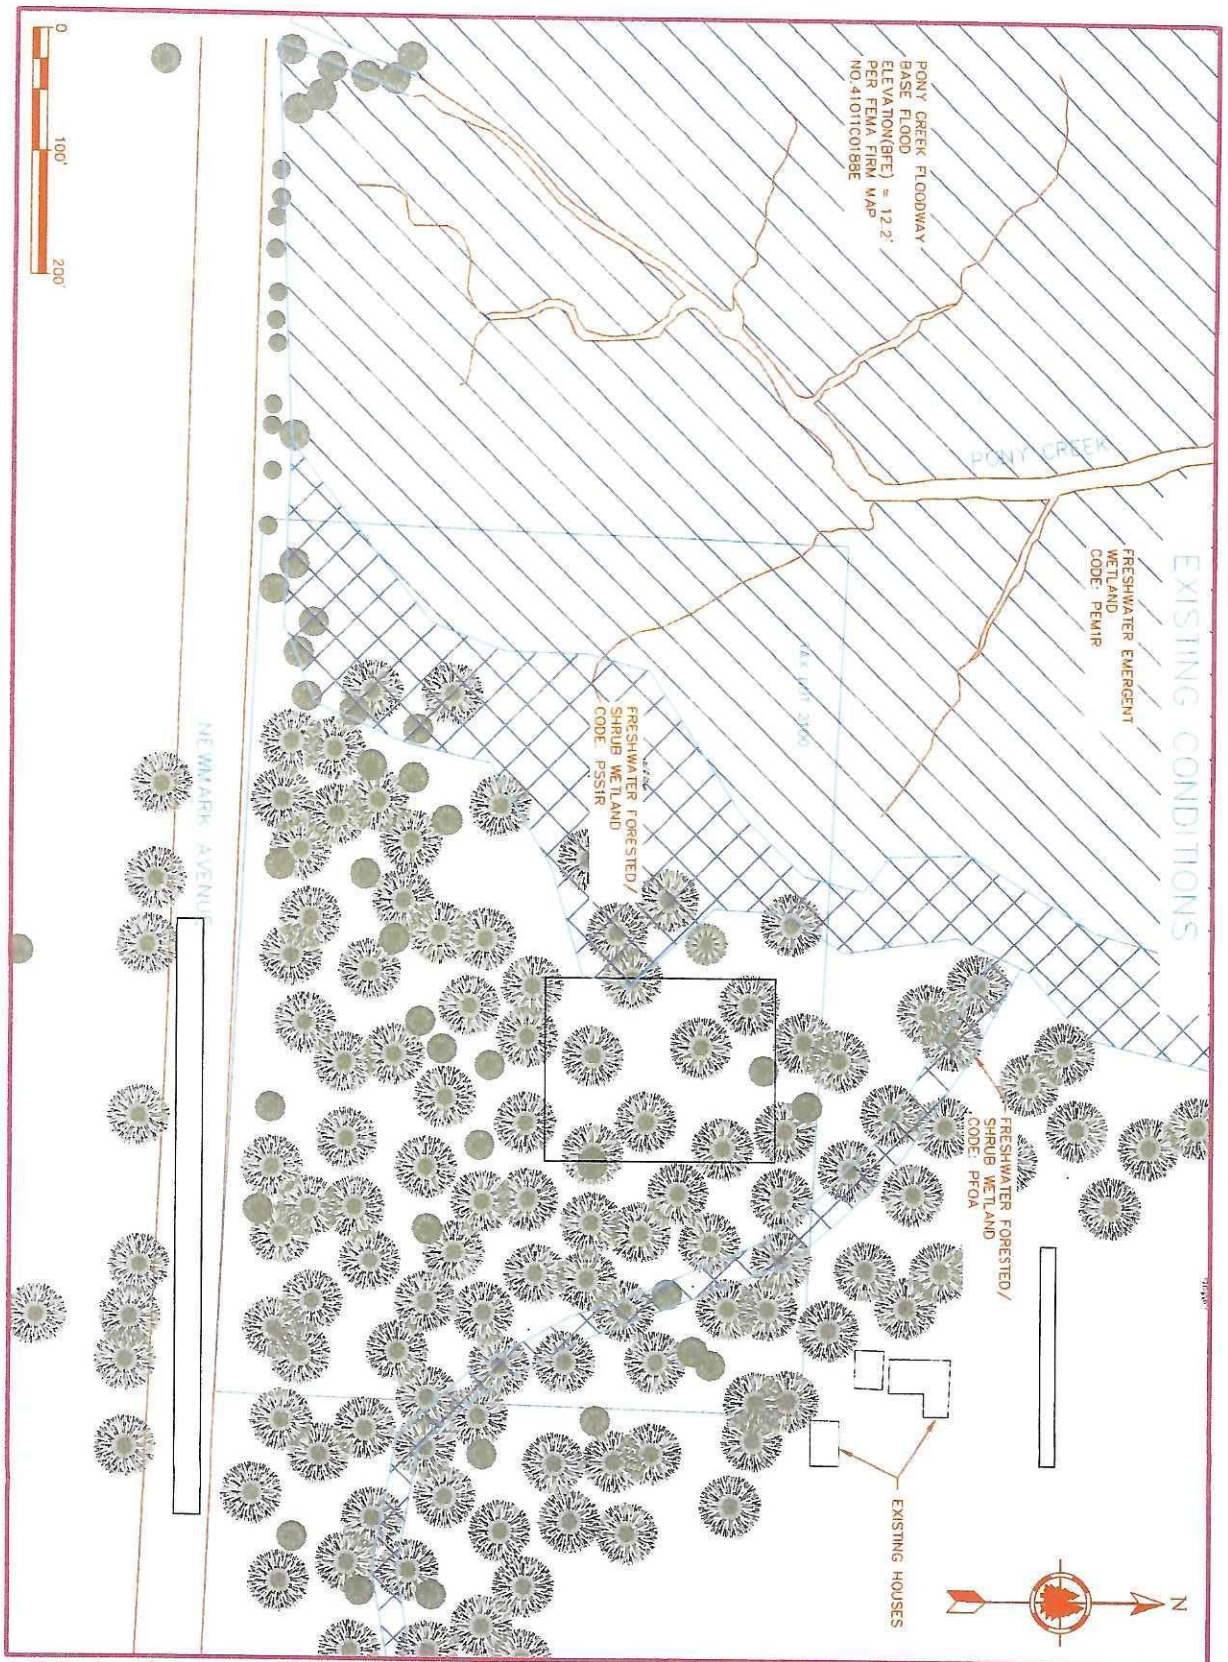 EXISTING CONDITIONS
N
PONY CREEK FLOODWAY
BASE FLOOD
ELEVATION(BFE) = 12.2'
PER FEMA FIRM MAP
NO.41011C0188E
PONY CREEK
FRESHWATER EMERGENT
WETLAND
CODE: PEM1R
TAX LOT 2100
FRESHWATER FORESTED/
SHRUB WETLAND
CODE: PSS1R
FRESHWATER FORESTED/
SHRUB WETLAND
CODE: PFOA
EXISTING HOUSES
NEWMARK AVENUE
0
100'
200'